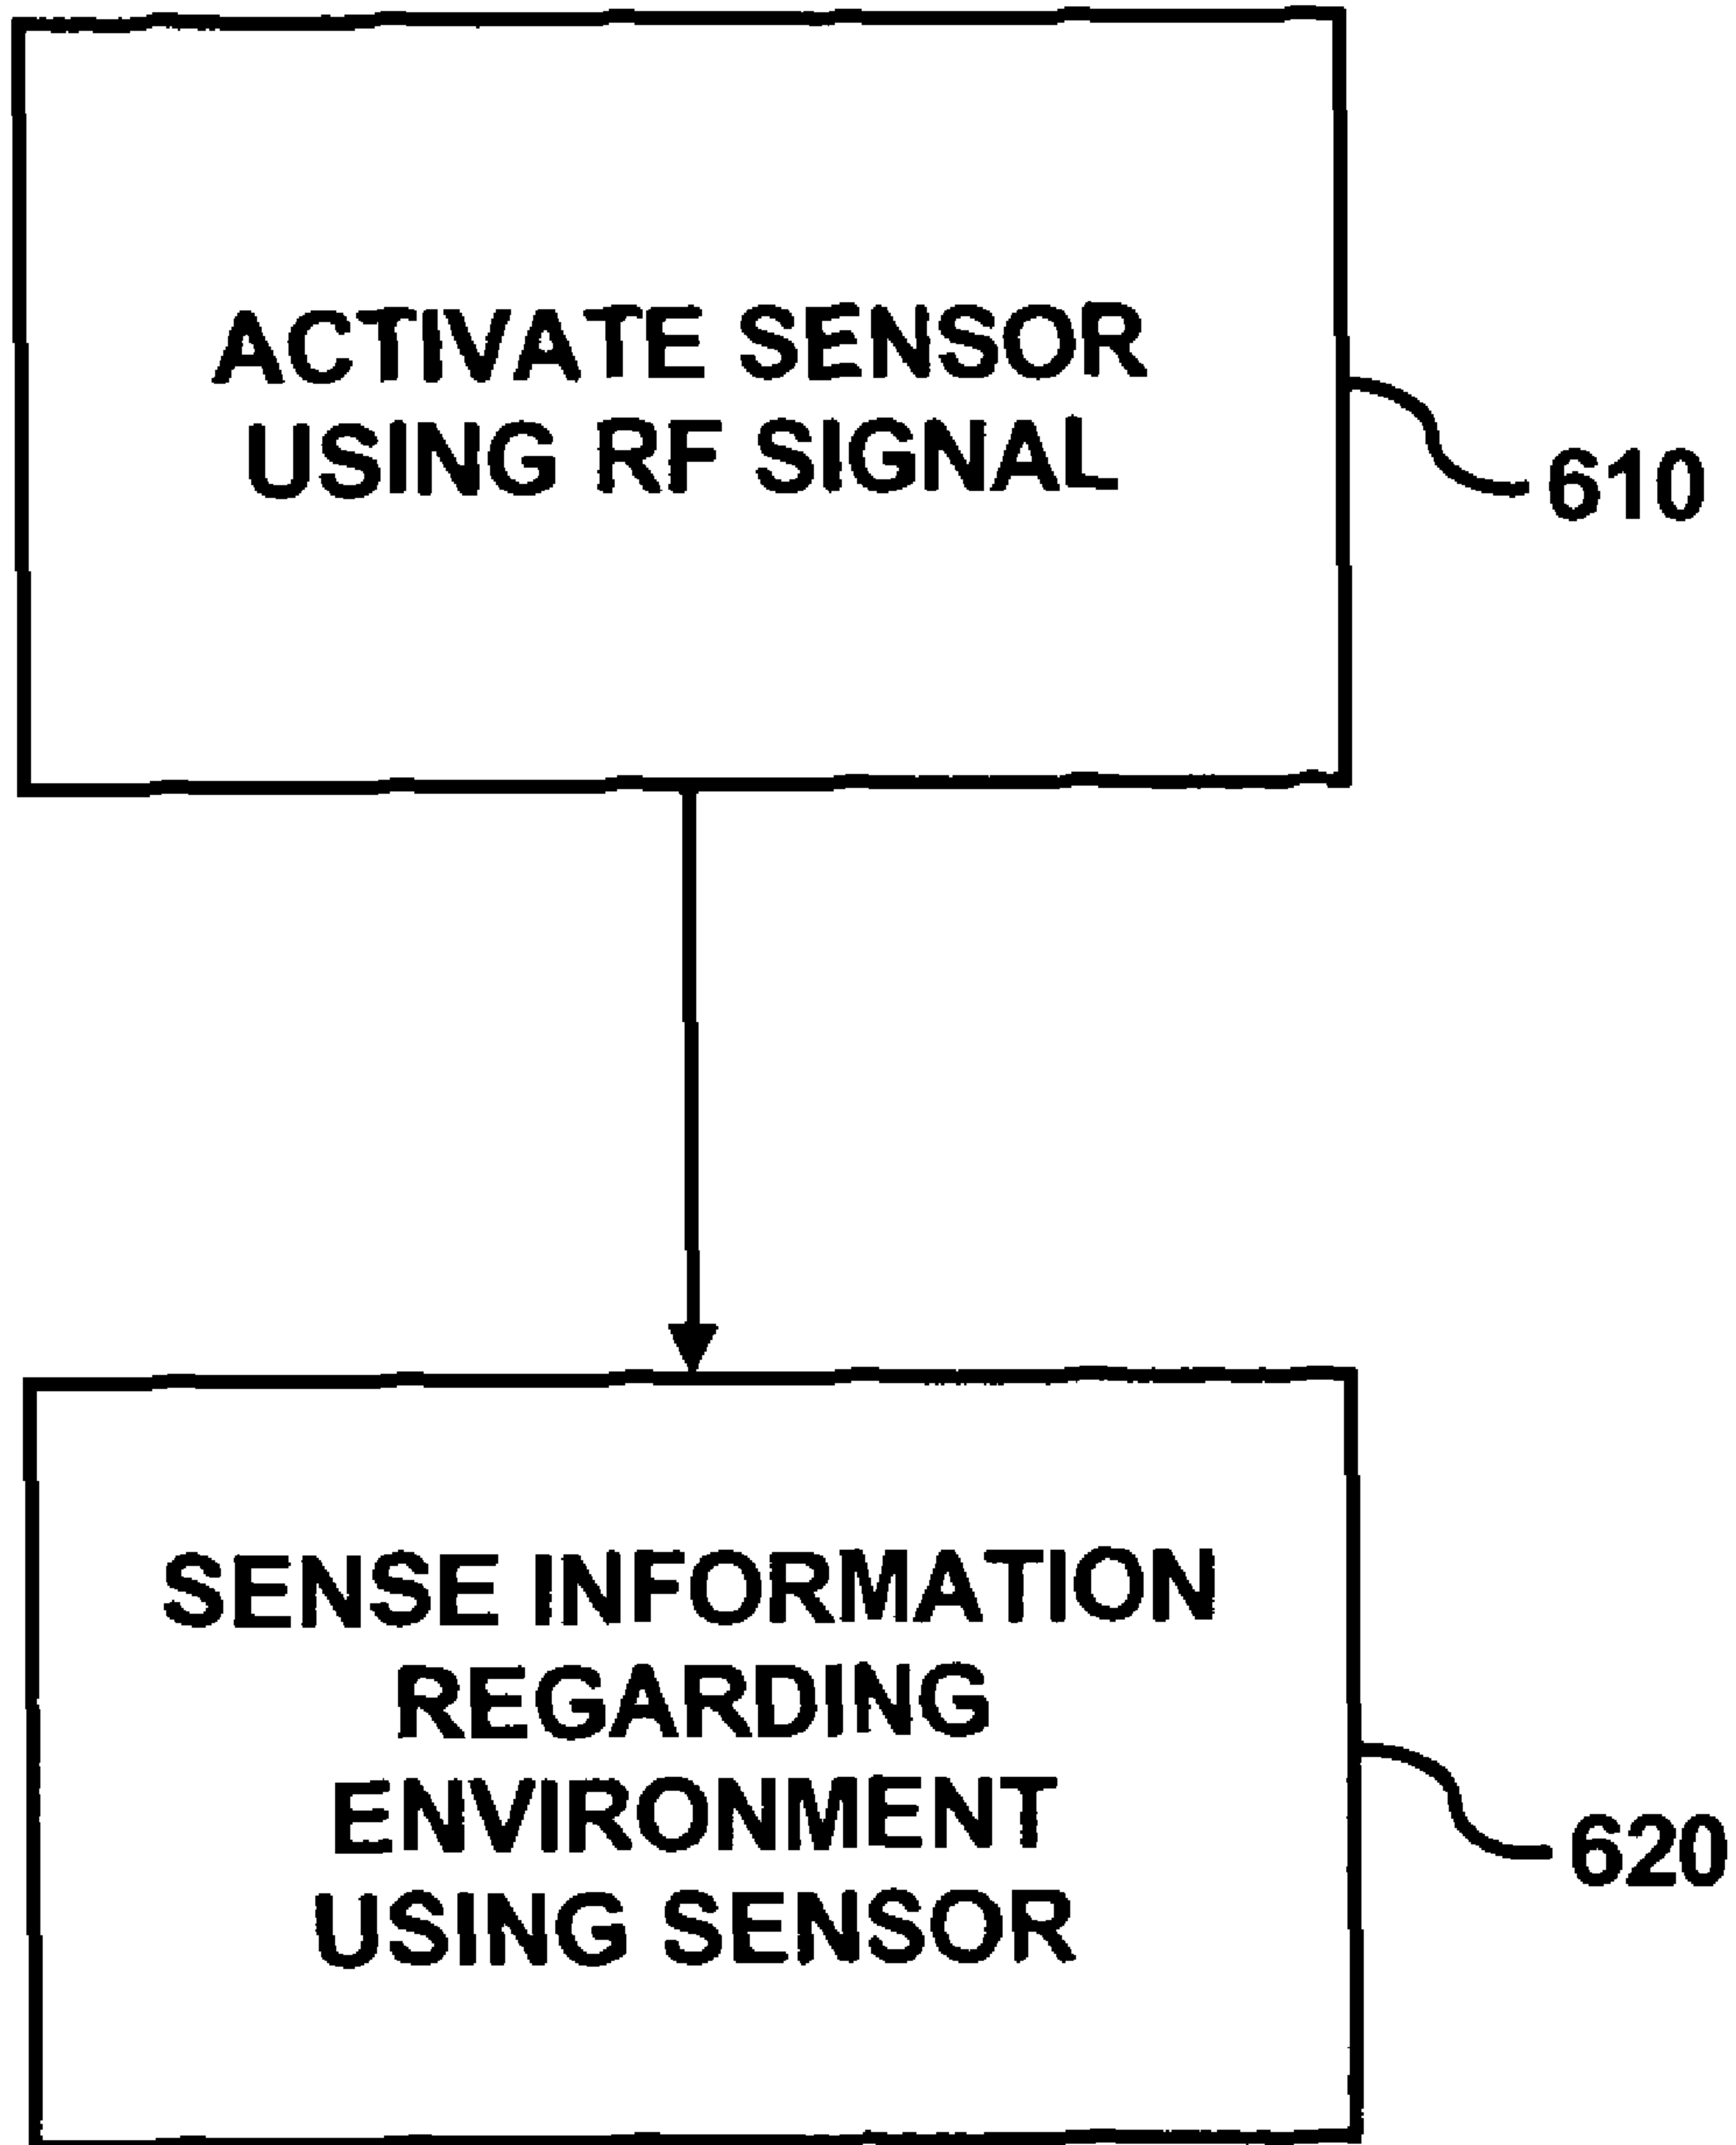 ACTIVATE SENSOR
USING RF SIGNAL
610
SENSE INFORMATION
REGARDING
ENVIRONMENT
USING SENSOR
620